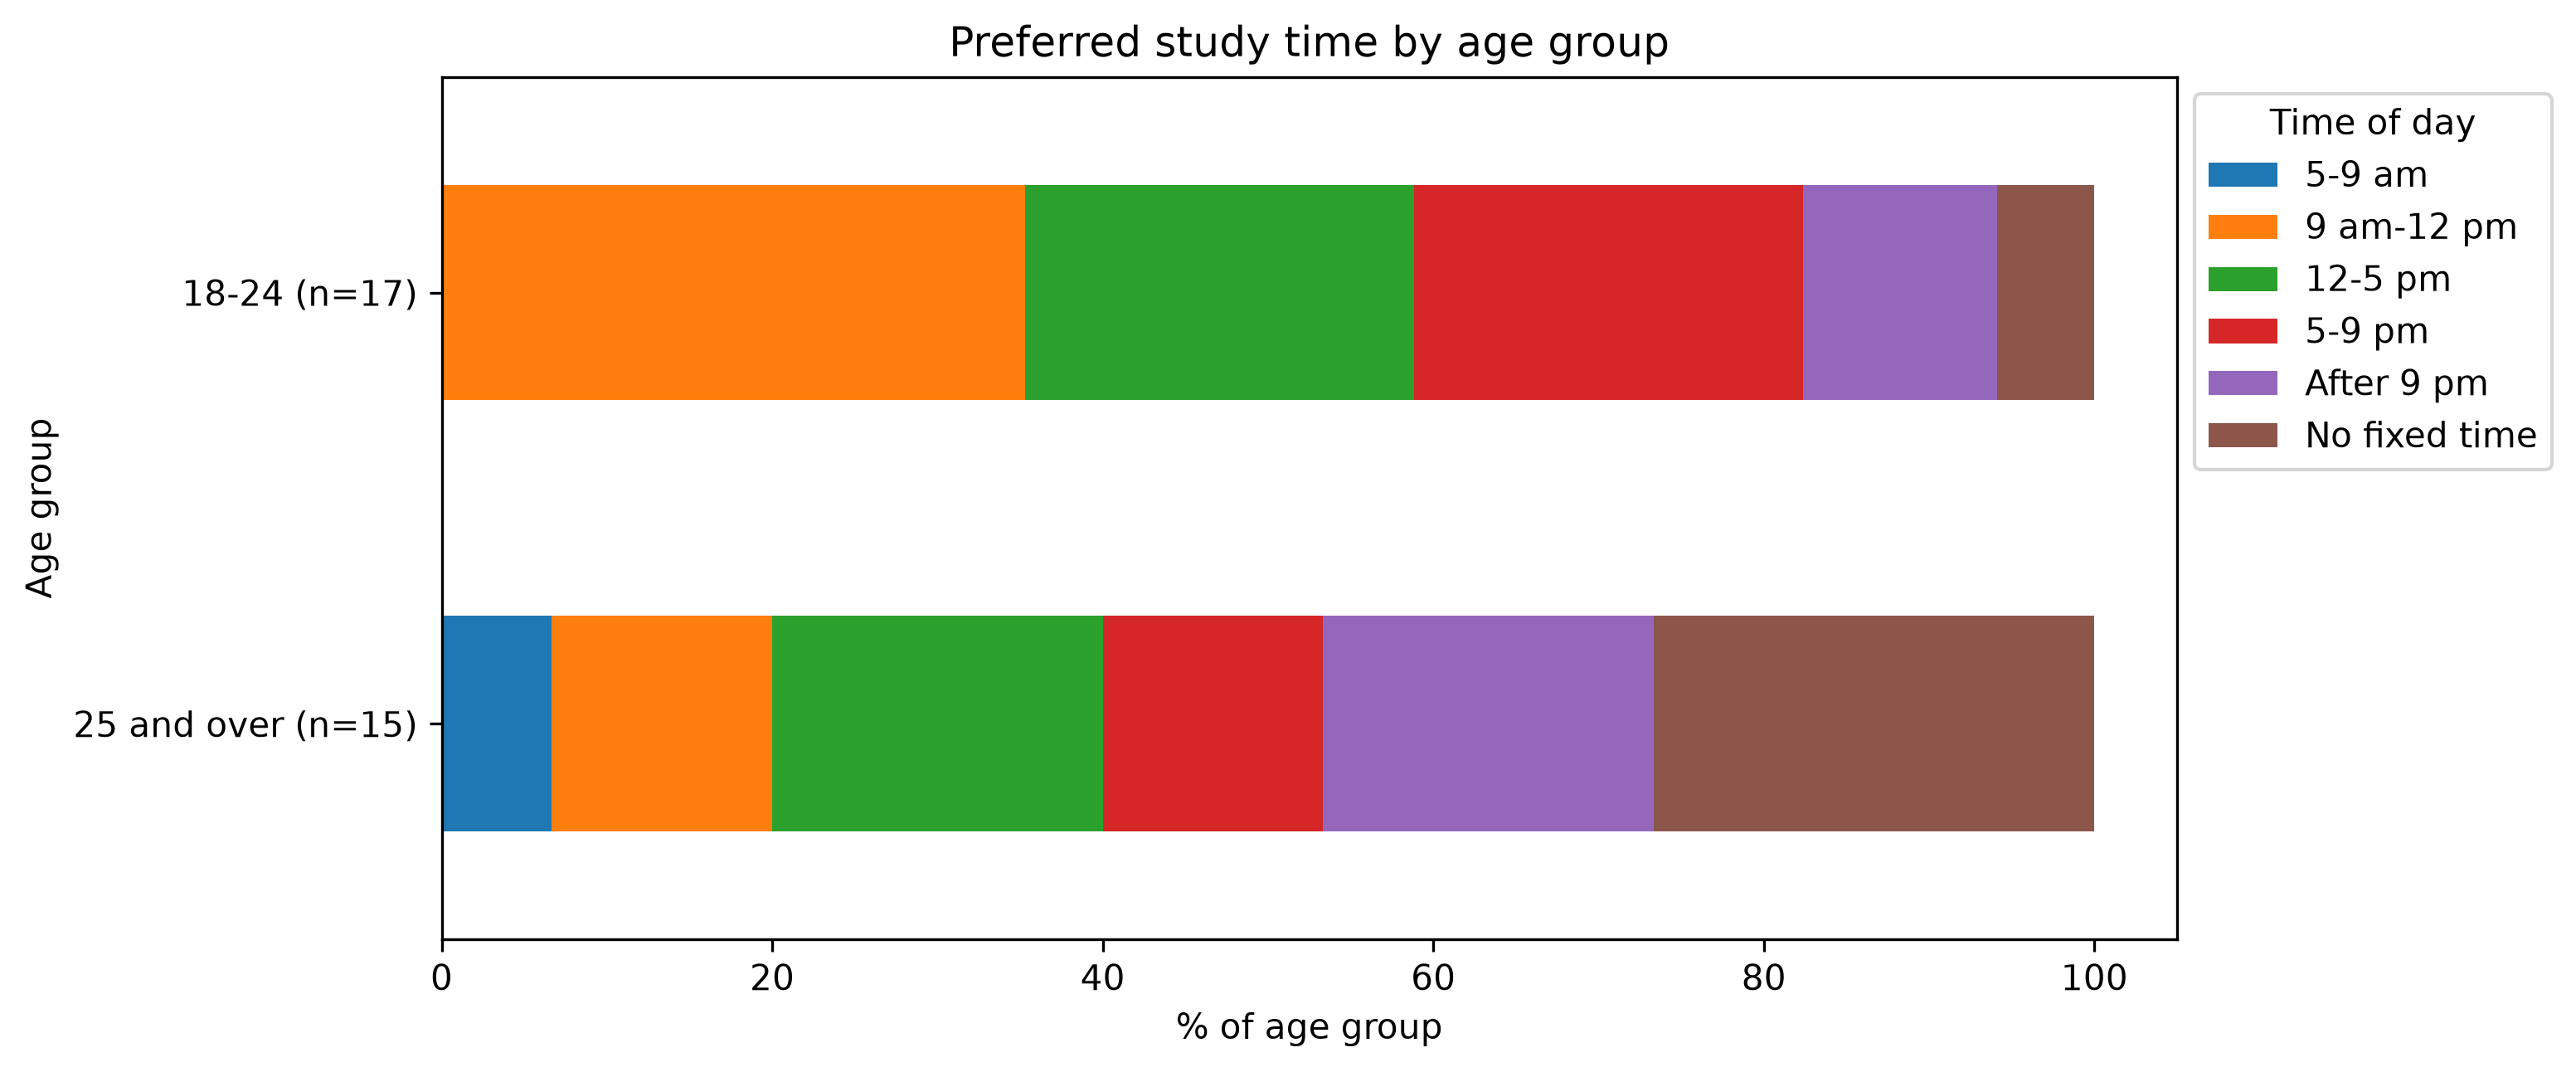 Preferred study time by age group
Time of day
5-9 am
9 am-12 pm
12-5 pm
5-9 pm
After 9 pm
No fixed time
Age group
18-24 (n=17)
25 and over (n=15)
0 20 40 60 80 100
% of age group